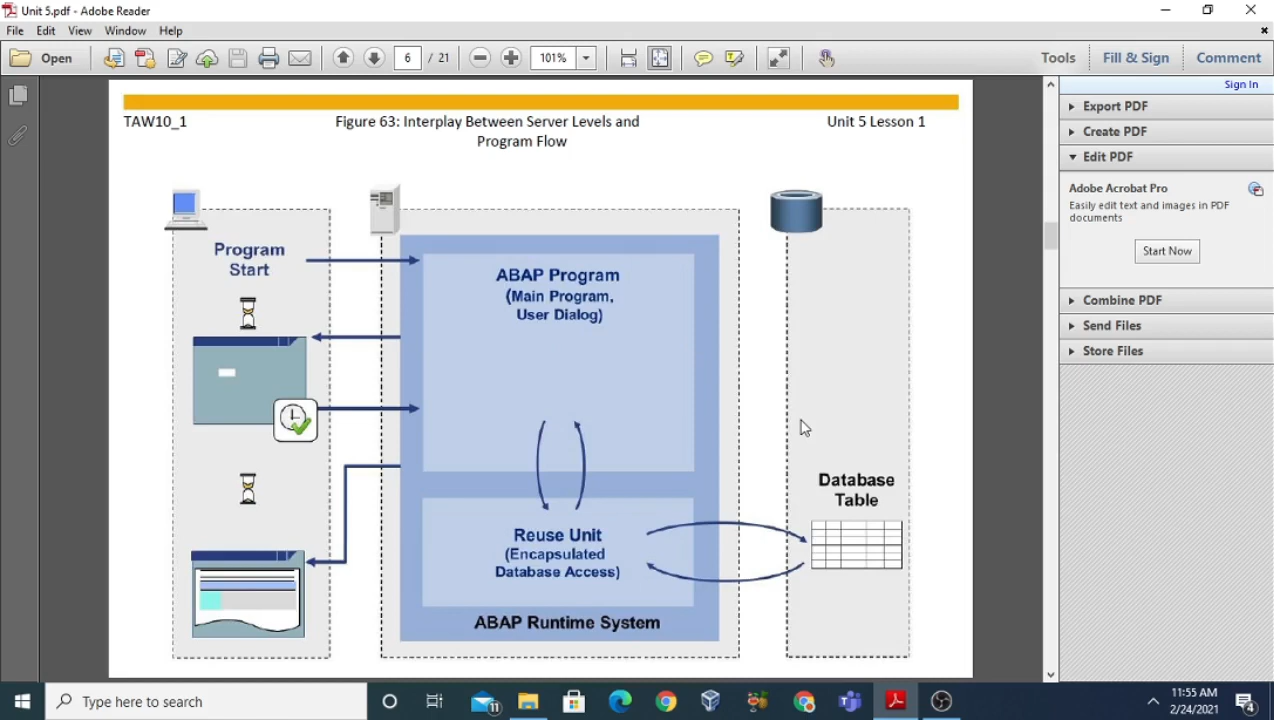 Unit 5.pdf - Adobe Reader
File Edit View Window Help
Open
6 / 21
101%
Tools Fill & Sign Comment
Sign In
Export PDF
Create PDF
Edit PDF
Adobe Acrobat Pro
Easily edit text and images in PDF
documents
Start Now
Combine PDF
Send Files
Store Files
TAW10_1 Figure 63: Interplay Between Server Levels and Unit 5 Lesson 1
Program Flow
Program
Start
ABAP Program
(Main Program,
User Dialog)
Database
Table
Reuse Unit
(Encapsulated
Database Access)
ABAP Runtime System
Type here to search
11
11:55 AM
2/24/2021
4